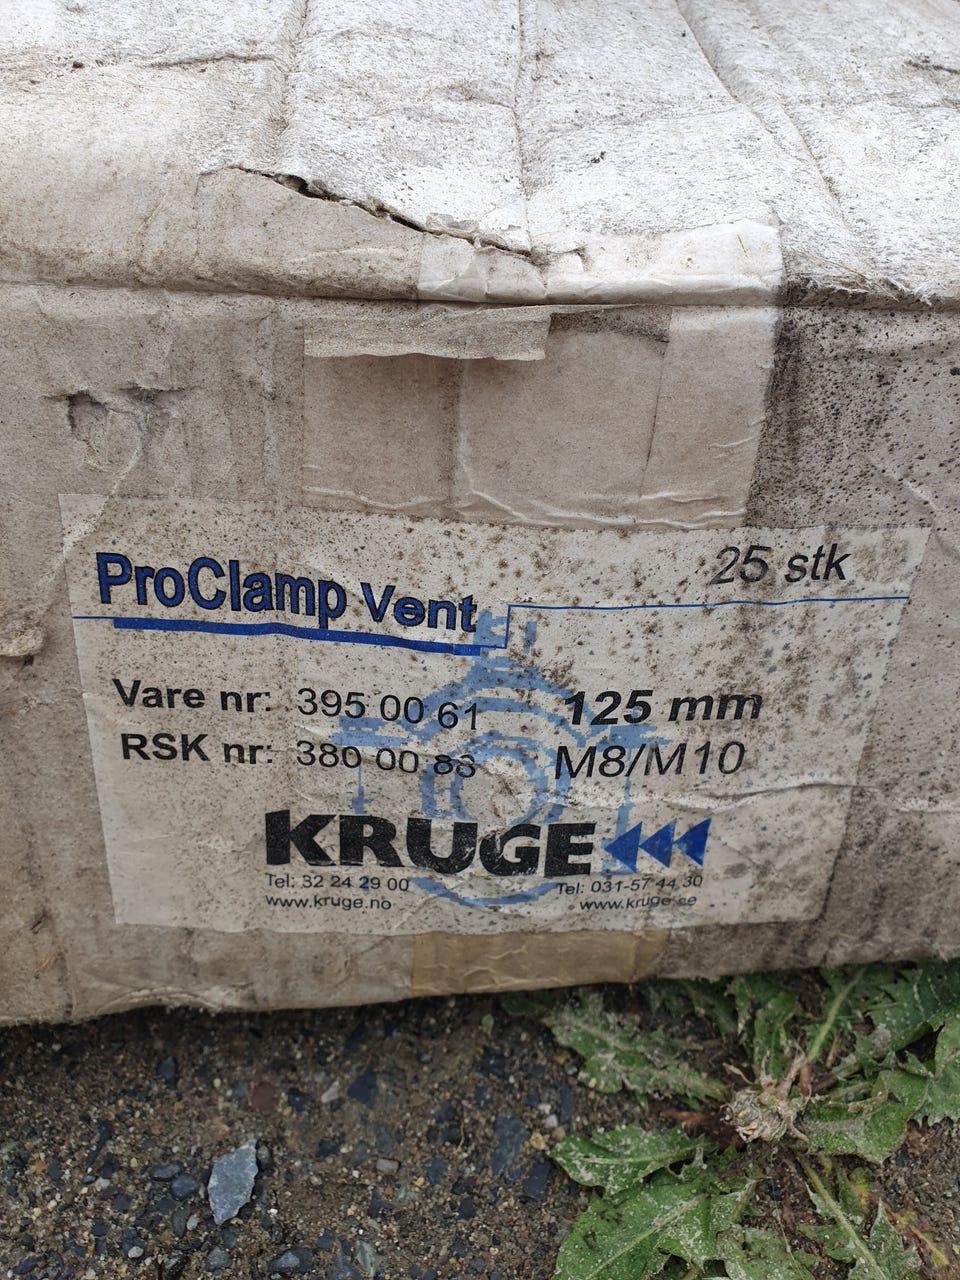 ProClamp Vent 25 stk
Vare nr: 395 00 61 125 mm
RSK nr: 380 00 88 M8/M10
KRUGE
Tel: 32 24 29 00 Tel: 031-57 44 30
www.kruge.no www.kruge.se